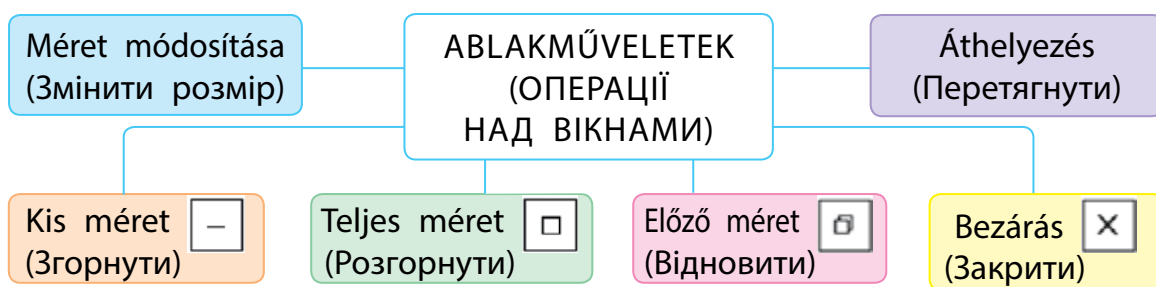 Méret módosítása
(Змінити розмір)
ABLAKMŰVELETEK
(ОПЕРАЦІЇ
НАД ВІКНАМИ)
Áthelyezés
(Перетягнути)
Kis méret
(Згорнути)
Teljes méret
(Розгорнути)
Előző méret
(Відновити)
Bezárás
(Закрити)